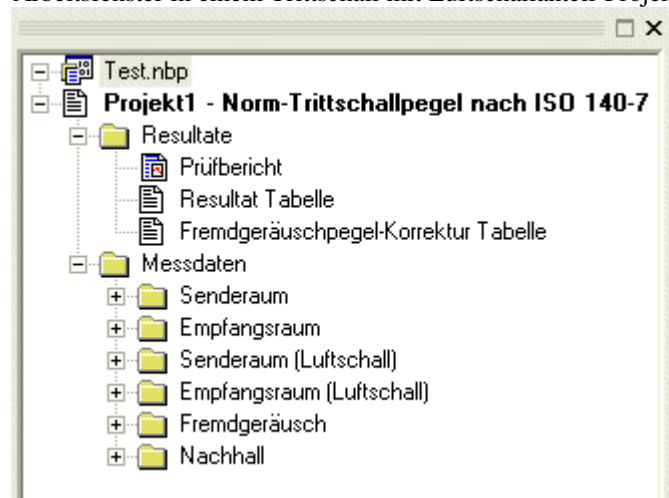 Test.nbp
Projekt1 - Norm-Trittschallpegel nach ISO 140-7
Resultate
Prüfbericht
Resultat Tabelle
Fremdgeräuschpegel-Korrektur Tabelle
Messdaten
Senderaum
Empfangsraum
Senderaum (Luftschall)
Empfangsraum (Luftschall)
Fremdgeräusch
Nachhall